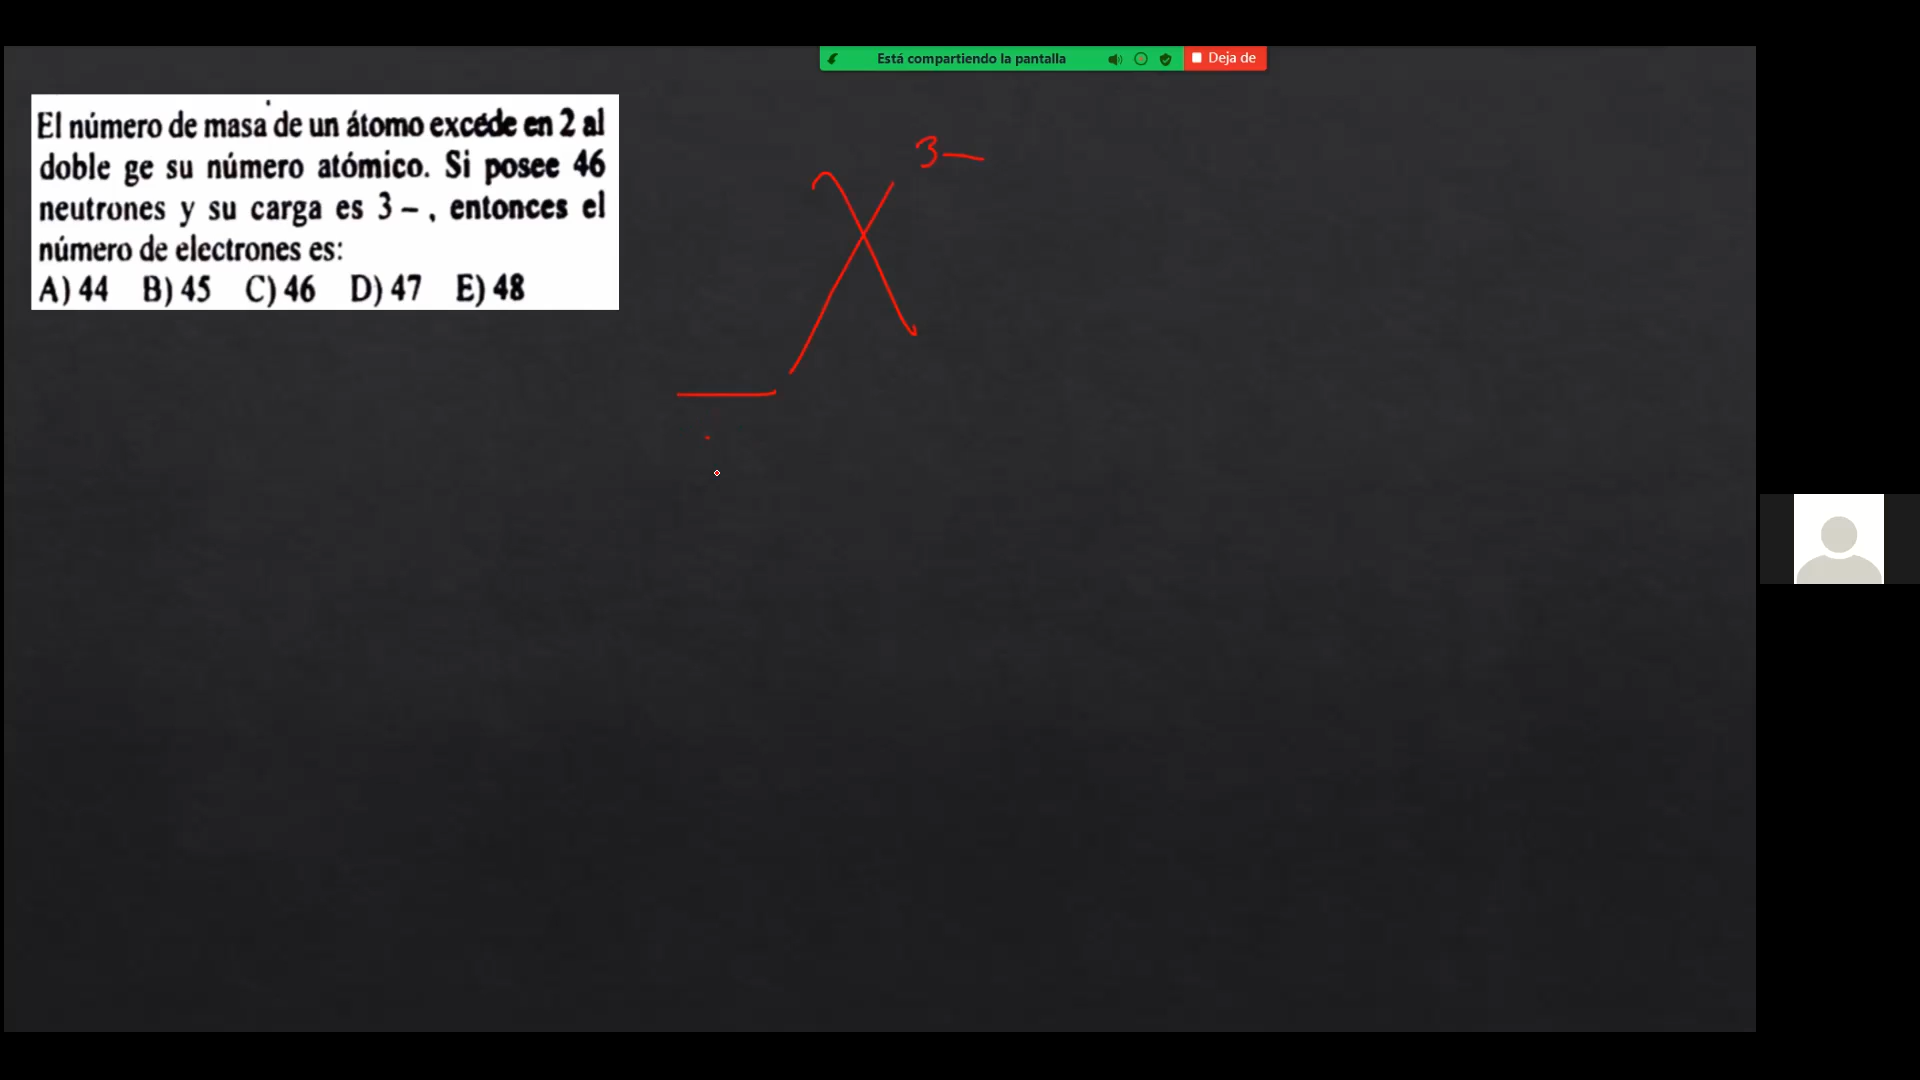 Está compartiendo la pantalla
Deja de
El número de masa de un átomo excede en 2 al
doble ge su número atómico. Si posee 46
neutrones y su carga es 3 – , entonces el
número de electrones es:
A) 44 B) 45 C) 46 D) 47 E) 48
3−
X